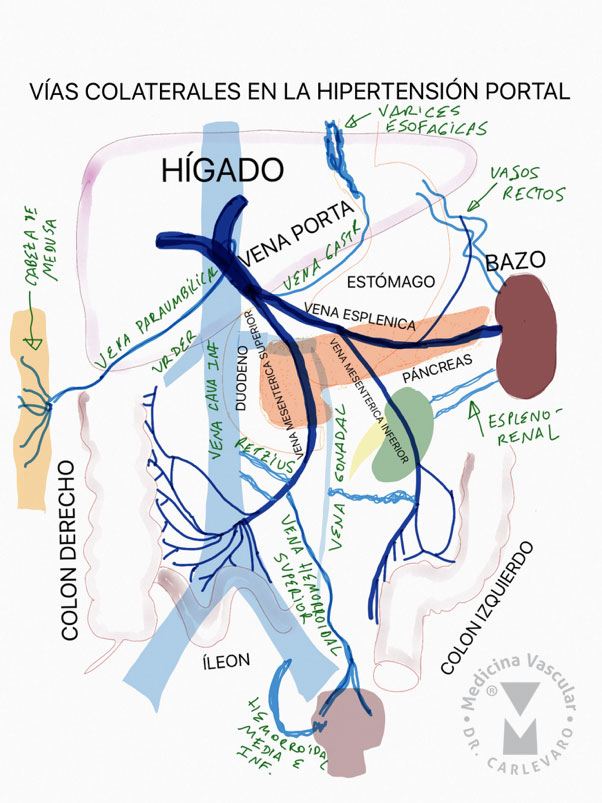 VÍAS COLATERALES EN LA HIPERTENSIÓN PORTAL
VARICES
ESOFAGICAS
HÍGADO
VASOS
RECTOS
CABEZA DE
MEDUSA
VENA PORTA
VENA GASTR
ESTÓMAGO
BAZO
VENA PARAUMBILICA
VENA ESPLENICA
VR DER
VENA CAVA INF
DUODENO
VENA MESENTERICA SUPERIOR
VENA MESENTERICA INFERIOR
PÁNCREAS
ESPLENO-
RENAL
RETZIUS
VENA GONADAL
COLON DERECHO
VENA HEMORROIDAL
SUPERIOR
COLON IZQUIERDO
ÍLEON
HEMORROIDAL
MEDIA E
INF.
Medicina Vascular
®
DR. CARLEVARO